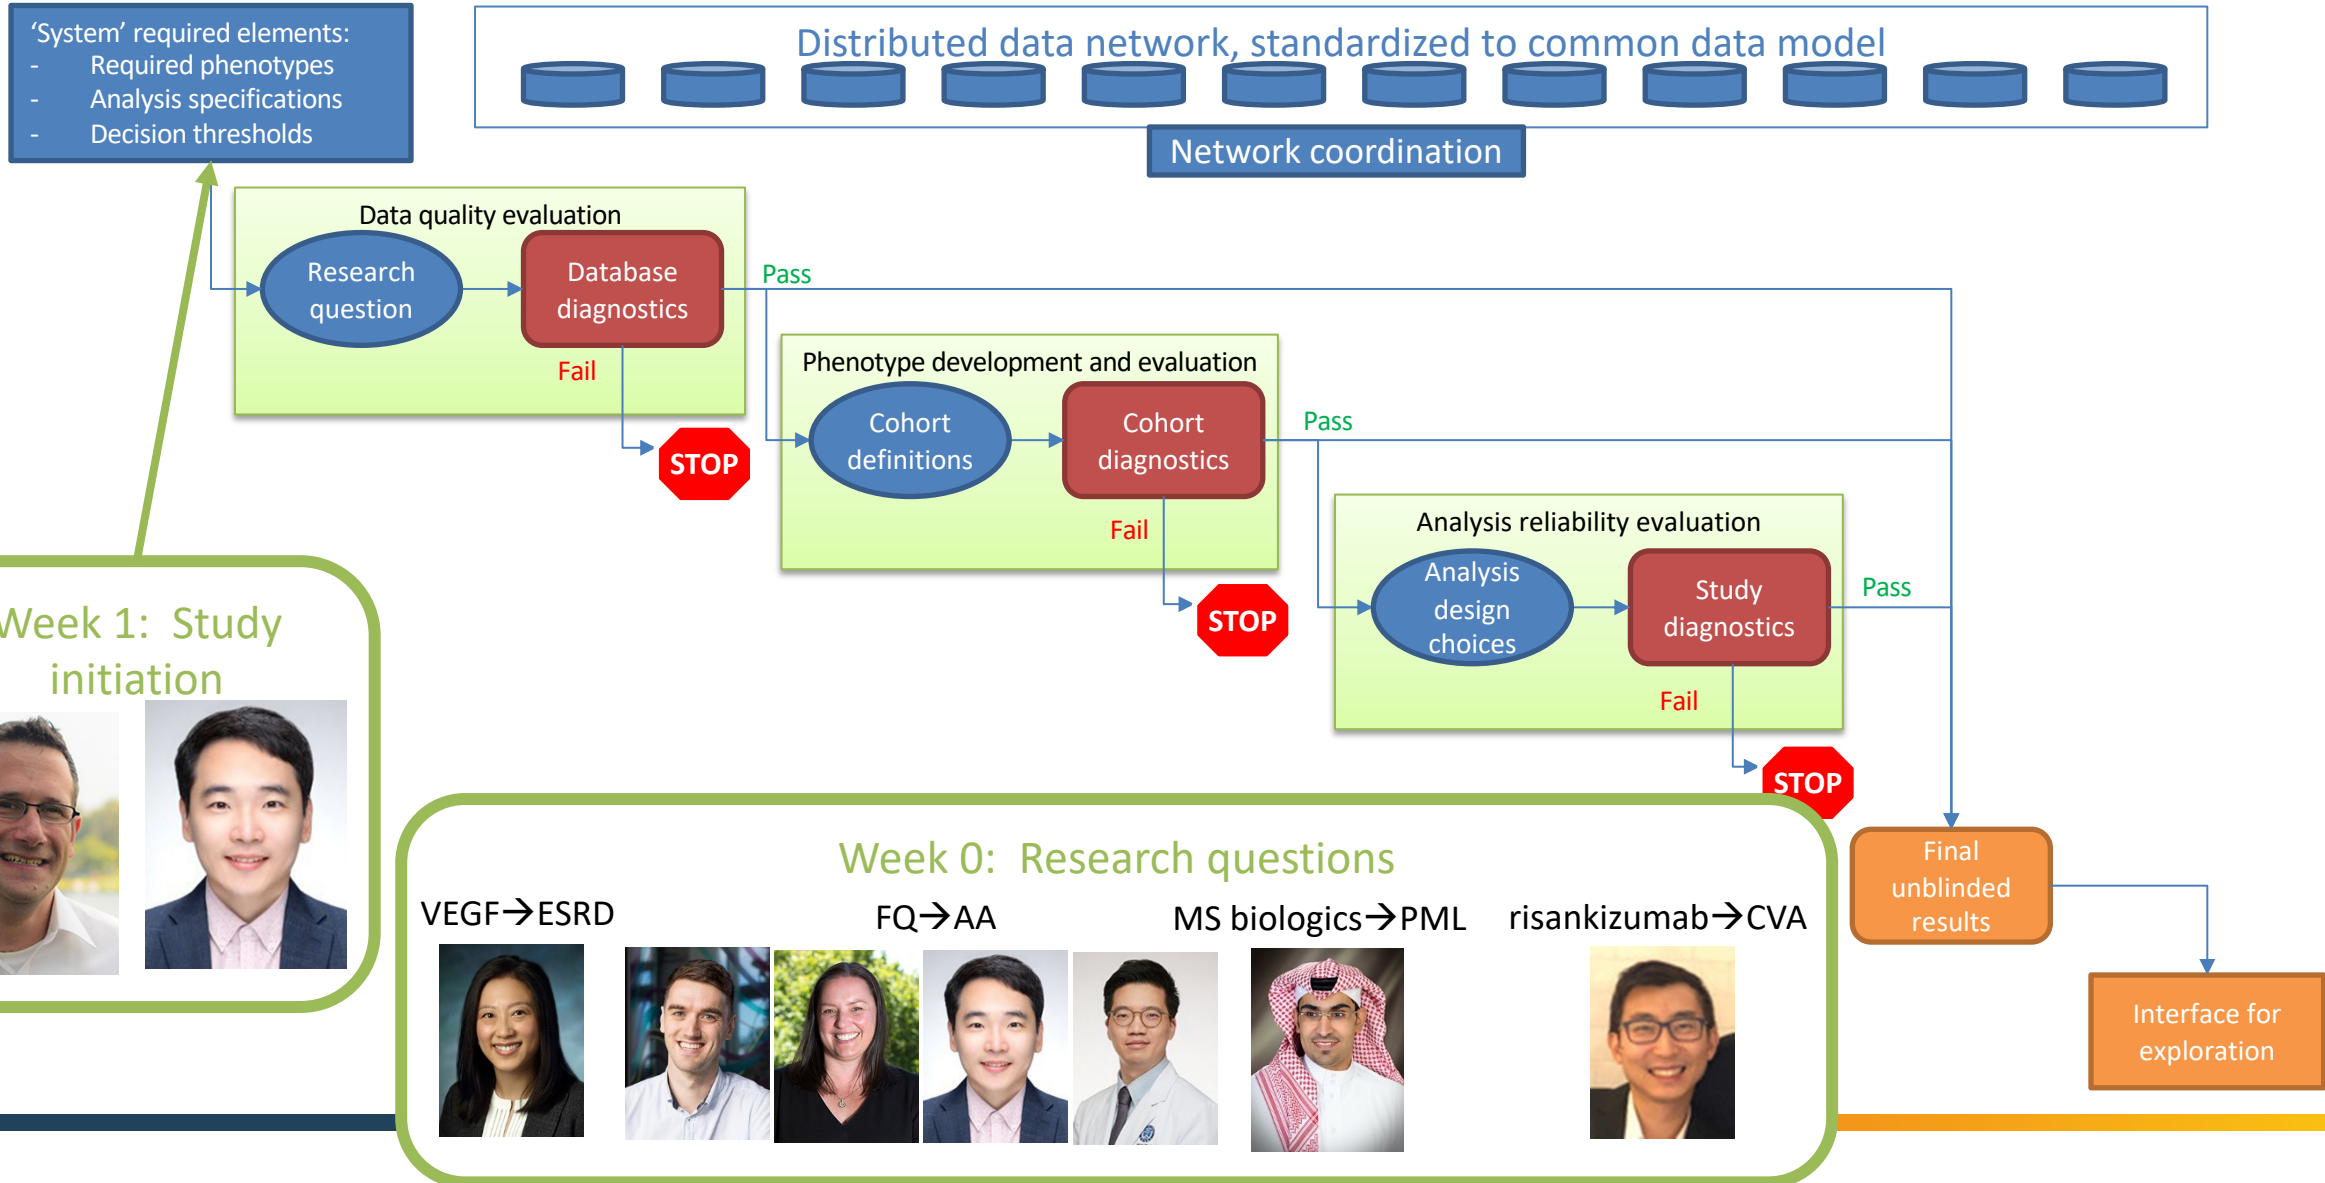 ‘System’ required elements:
- Required phenotypes
- Analysis specifications
- Decision thresholds
Distributed data network, standardized to common data model
Network coordination
Data quality evaluation
Research
question
Database
diagnostics
Pass
Fail
STOP
Phenotype development and evaluation
Cohort
definitions
Cohort
diagnostics
Pass
Fail
STOP
Analysis reliability evaluation
Analysis
design
choices
Study
diagnostics
Pass
Fail
STOP
Week 1: Study
initiation
Week 0: Research questions
VEGF→ESRD
FQ→AA
MS biologics→PML
risankizumab→CVA
Final
unblinded
results
Interface for
exploration